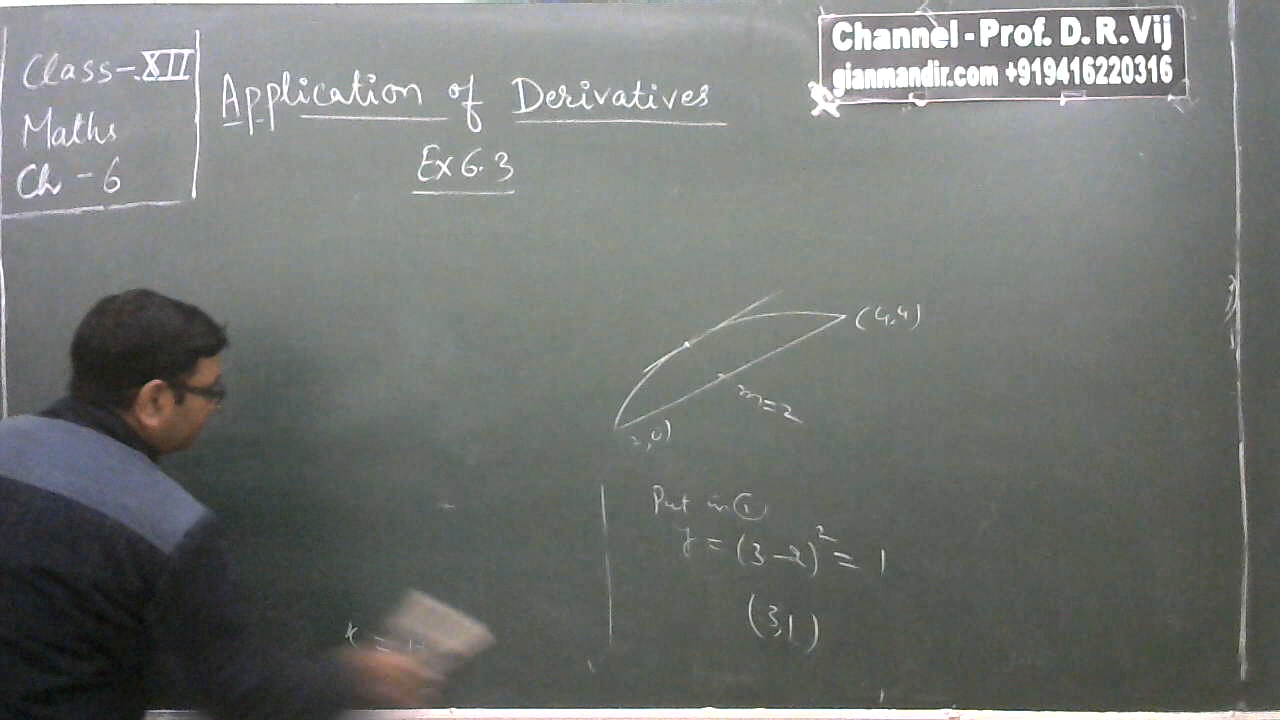 Class - XII
Maths
Ch - 6
Application of Derivatives
Ex 6.3
Channel - Prof. D. R. Vij
gianmandir.com +919416220316
(4,4)
m=2
2,0)
Put in ①
y = (3-2)² = 1
(3,1)
x =